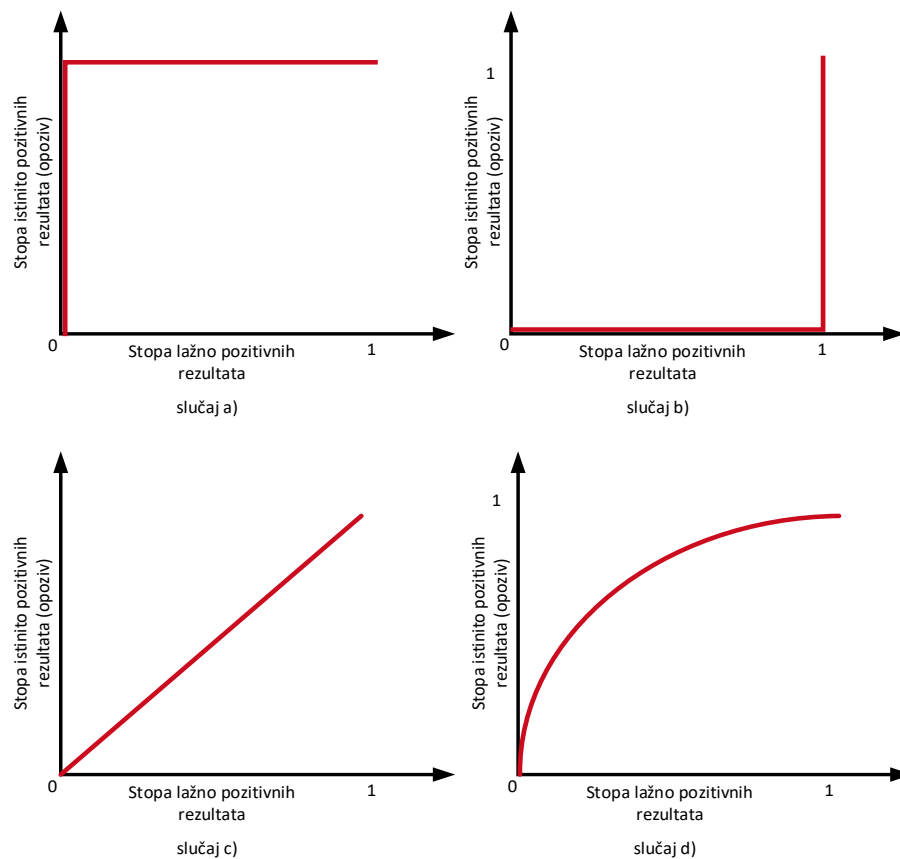 Stopa istinito pozitivnih
rezultata (opoziv)
0
Stopa lažno pozitivnih
rezultata
1
slučaj a)
1
Stopa istinito pozitivnih
rezultata (opoziv)
0
Stopa lažno pozitivnih
rezultata
1
slučaj b)
Stopa istinito pozitivnih
rezultata (opoziv)
0
Stopa lažno pozitivnih
rezultata
1
slučaj c)
1
Stopa istinito pozitivnih
rezultata (opoziv)
0
Stopa lažno pozitivnih
rezultata
1
slučaj d)